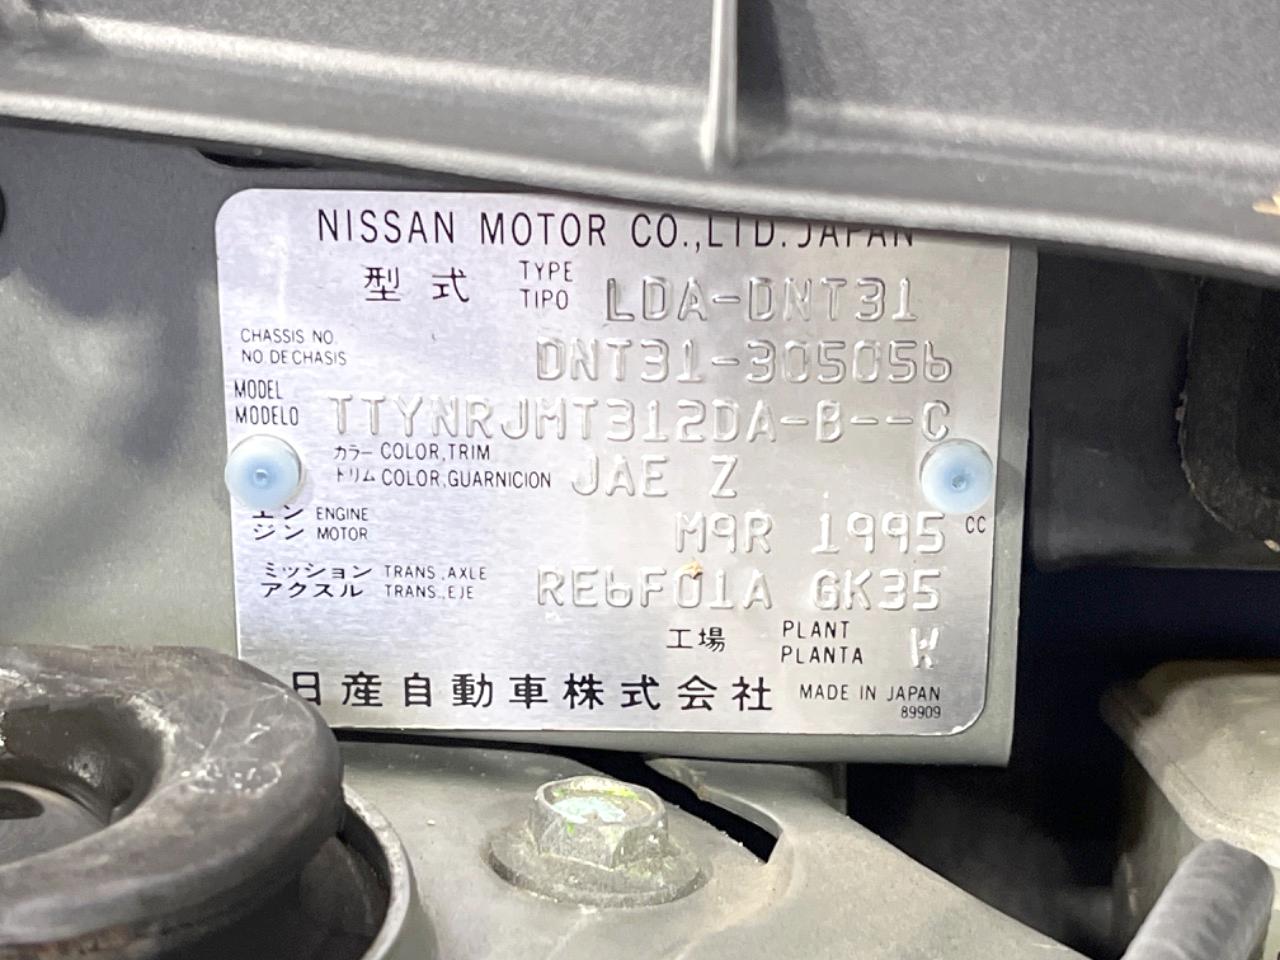 NISSAN MOTOR CO.,LTD. JAPAN
型 式 TYPE TIPO LDA-DNT31
CHASSIS NO. NO.DE CHASIS DNT31-305056
MODEL MODELO TTYNRJMT312DA-B--C
カラー COLOR,TRIM
トリム COLOR,GUARNICION JAE Z
エンジン ENGINE MOTOR M9R 1995 CC
ミッション TRANS.AXLE
アクスル TRANS.,EJE RE6F01A GK35
工場 PLANT PLANTA W
日産自動車株式会社 MADE IN JAPAN
89909